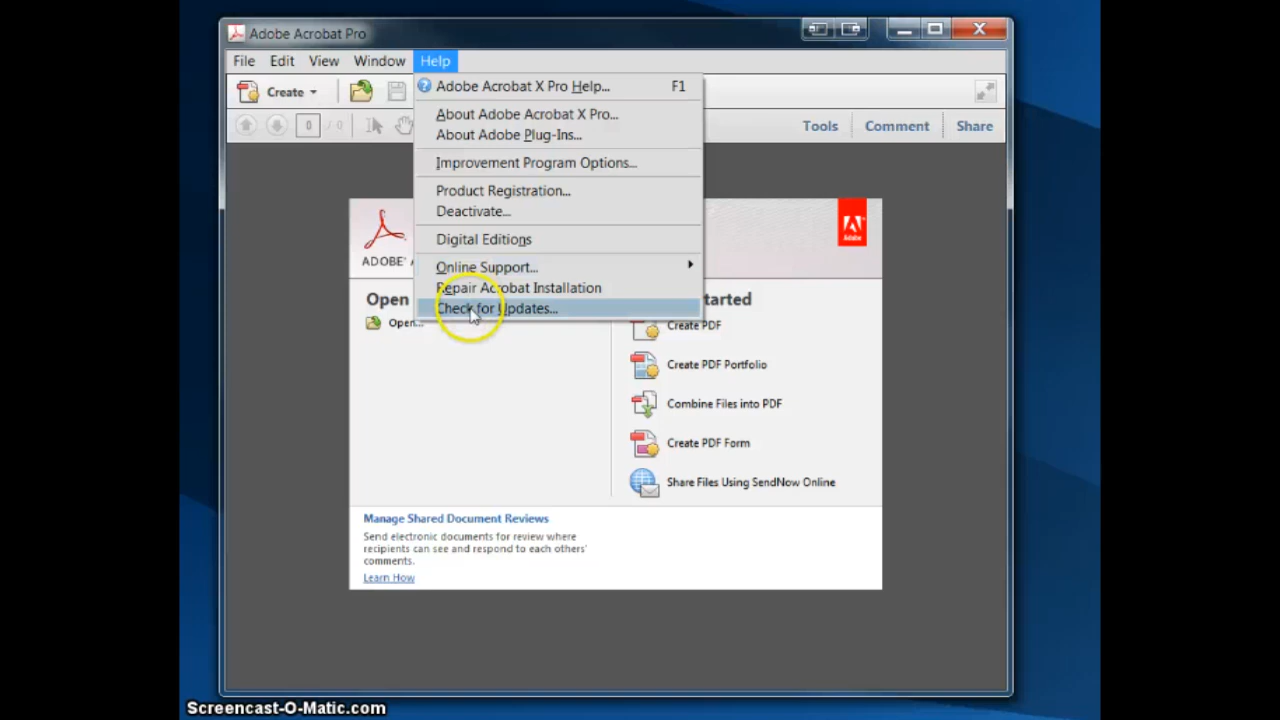 Adobe Acrobat Pro
File Edit View Window Help
Create
0 / 0
Tools Comment Share
Adobe Acrobat X Pro Help... F1
About Adobe Acrobat X Pro...
About Adobe Plug-Ins...
Improvement Program Options...
Product Registration...
Deactivate...
Digital Editions
Online Support...
Repair Acrobat Installation
Check for Updates...
ADOBE®
Adobe
Open
Open...
Create PDF
Create PDF Portfolio
Combine Files into PDF
Create PDF Form
Share Files Using SendNow Online
Manage Shared Document Reviews
Send electronic documents for review where
recipients can see and respond to each others'
comments.
Learn How
Screencast-O-Matic.com